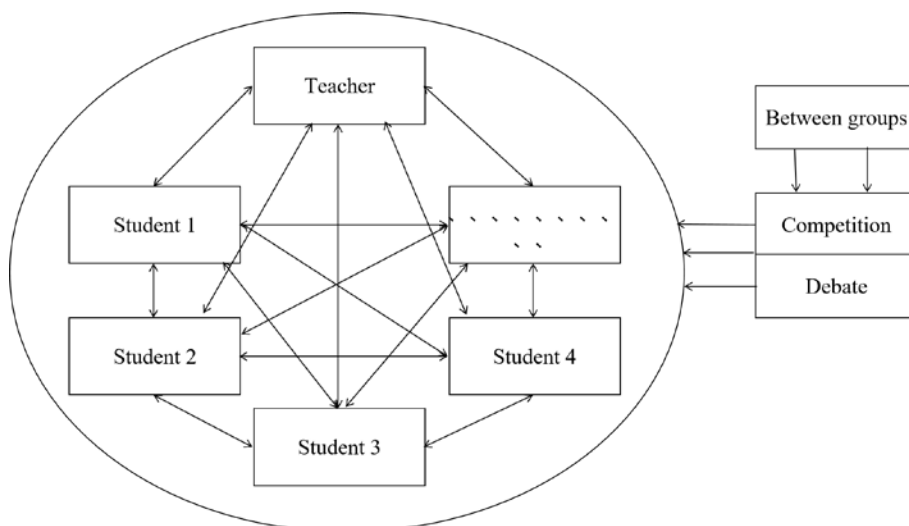 Teacher
Between groups
Student 1
Competition
Debate
Student 2
Student 4
Student 3